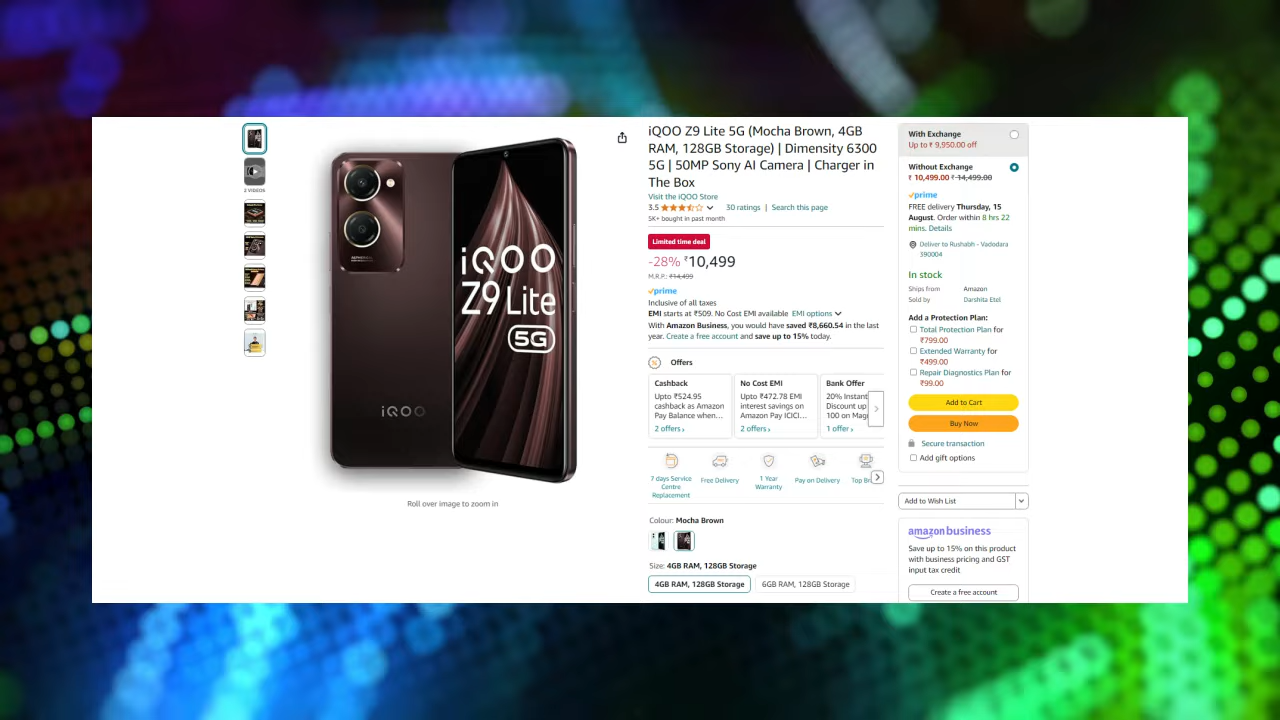 2 VIDEOS
iQOO
Z9 Lite
5G
iQOO
Roll over image to zoom in
iQOO Z9 Lite 5G (Mocha Brown, 4GB
RAM, 128GB Storage) | Dimensity 6300
5G | 50MP Sony AI Camera | Charger in
The Box
Visit the iQOO Store
3.5 30 ratings | Search this page
5K+ bought in past month
Limited time deal
-28% ₹10,499
M.R.P.: ₹14,499
prime
Inclusive of all taxes
EMI starts at ₹509. No Cost EMI available EMI options
With Amazon Business, you would have saved ₹8,660.54 in the last
year. Create a free account and save up to 15% today.
Offers
Cashback
Upto ₹524.95
cashback as Amazon
Pay Balance when...
2 offers ›
No Cost EMI
Upto ₹472.78 EMI
interest savings on
Amazon Pay ICICI...
2 offers ›
Bank Offer
20% Instant
Discount up
100 on Mag
1 offer ›
7 days Service
Centre
Replacement
Free Delivery
1 Year
Warranty
Pay on Delivery
Top Br
Colour: Mocha Brown
Size: 4GB RAM, 128GB Storage
4GB RAM, 128GB Storage
6GB RAM, 128GB Storage
With Exchange
Up to ₹ 9,950.00 off
Without Exchange
₹ 10,499.00 ₹ 14,499.00
prime
FREE delivery Thursday, 15
August. Order within 8 hrs 22
mins. Details
Deliver to Rushabh - Vadodara
390004
In stock
Ships from Amazon
Sold by Darshita Etel
Add a Protection Plan:
Total Protection Plan for
₹799.00
Extended Warranty for
₹499.00
Repair Diagnostics Plan for
₹99.00
Add to Cart
Buy Now
Secure transaction
Add gift options
Add to Wish List
amazon business
Save up to 15% on this product
with business pricing and GST
input tax credit
Create a free account